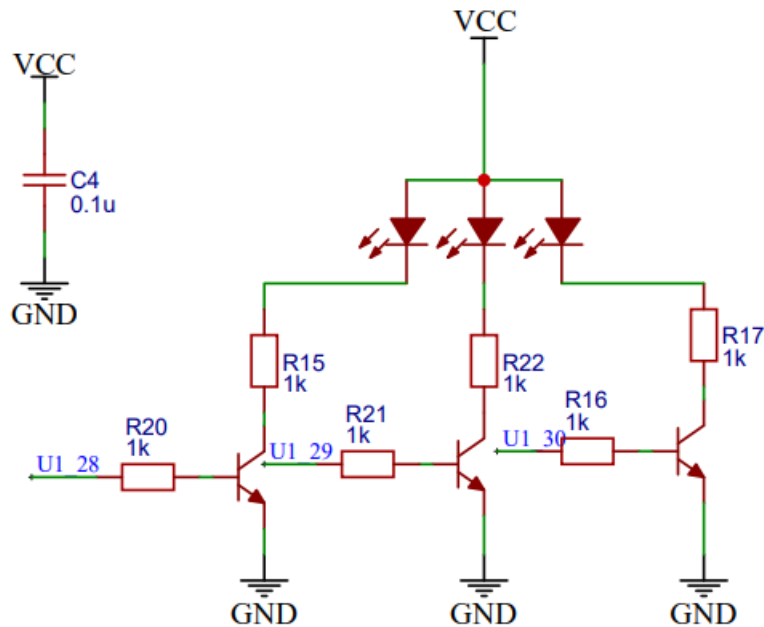 VCC
VCC
C4
0.1u
GND
R15
1k
R22
1k
R17
1k
R20
1k
R21
1k
R16
1k
U1_28
U1_29
U1_30
GND
GND
GND